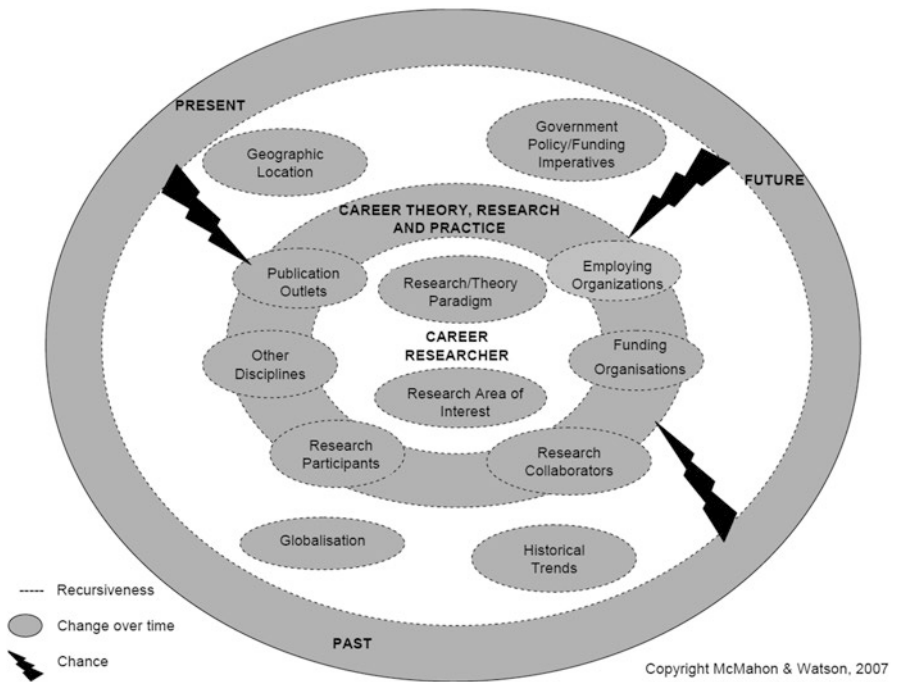 PRESENT
Geographic
Location
Government
Policy/Funding
Imperatives
FUTURE
CAREER THEORY, RESEARCH
AND PRACTICE
Publication
Outlets
Research/Theory
Paradigm
Employing
Organizations
CAREER
RESEARCHER
Other
Disciplines
Funding
Organisations
Research Area of
Interest
Research
Participants
Research
Collaborators
Globalisation
Historical
Trends
PAST
Recursiveness
Change over time
Chance
Copyright McMahon & Watson, 2007